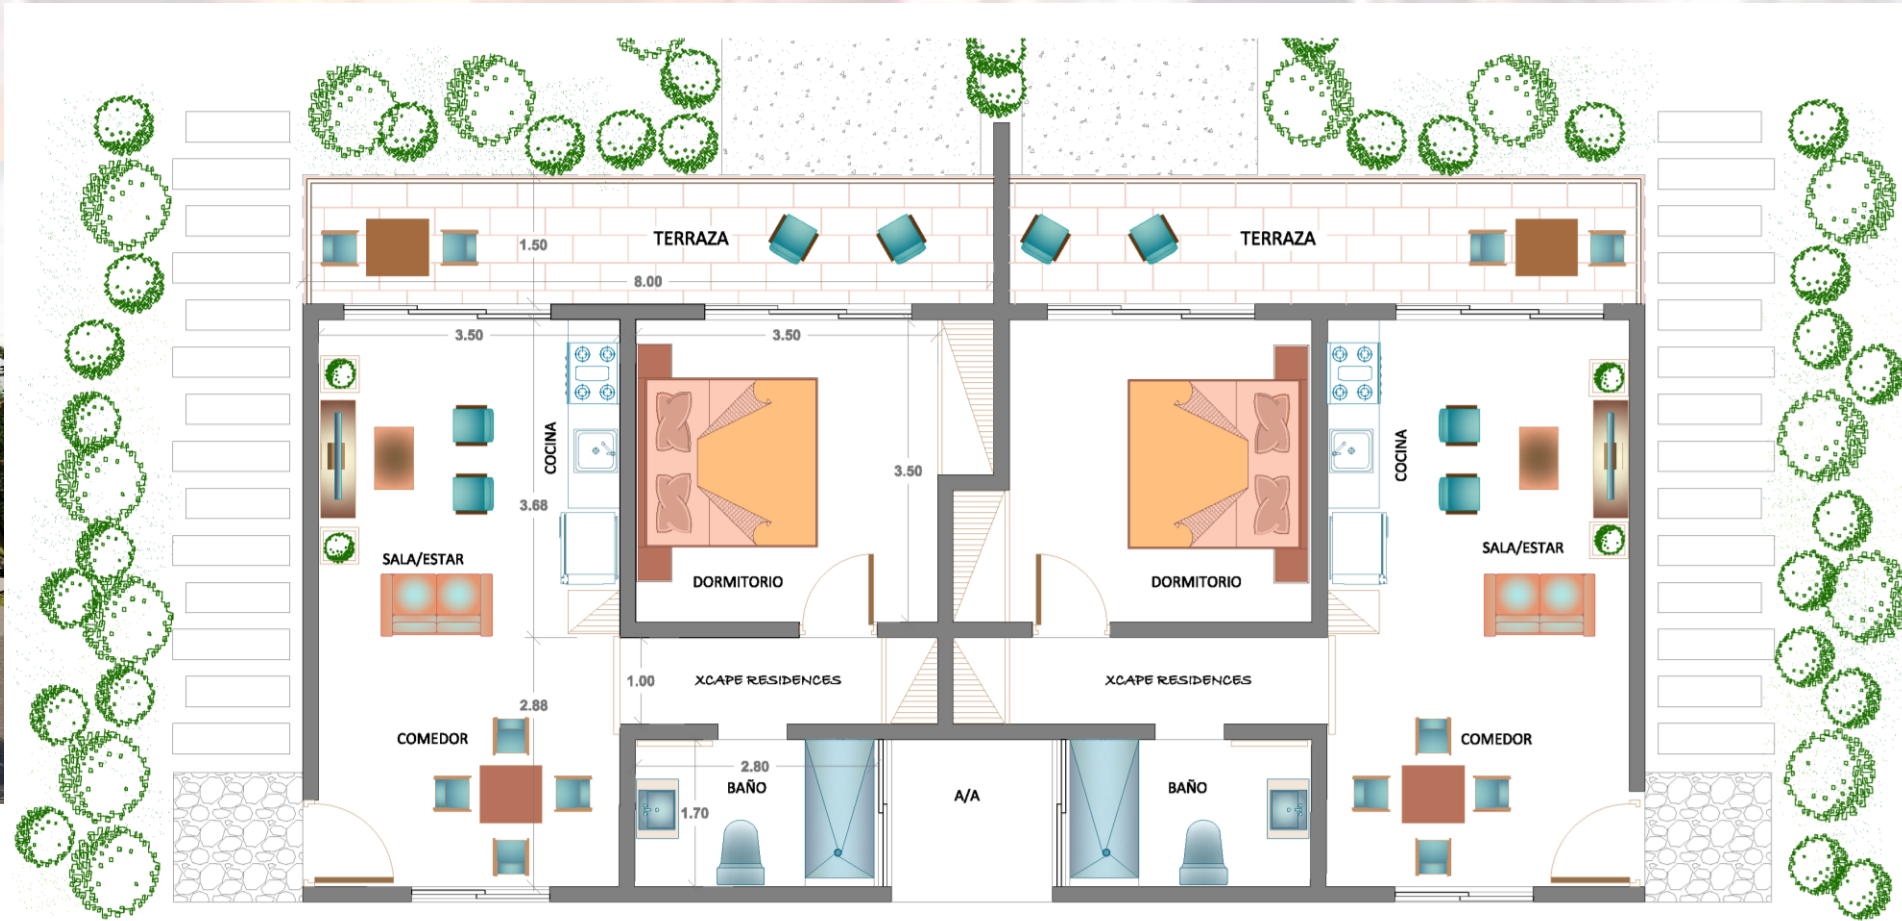 TERRAZA
TERRAZA
1.50
8.00
3.50
3.50
COCINA
3.50
COCINA
3.68
SALA/ESTAR
SALA/ESTAR
DORMITORIO
DORMITORIO
1.00
XCAPE RESIDENCES
XCAPE RESIDENCES
2.88
COMEDOR
COMEDOR
2.80
BAÑO
A/A
BAÑO
1.70